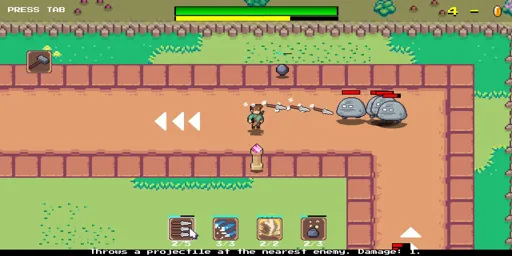 PRESS TAB
4 - 0
2/5 3/3 2/2 2/3
Throws a projectile at the nearest enemy. Damage: 1.